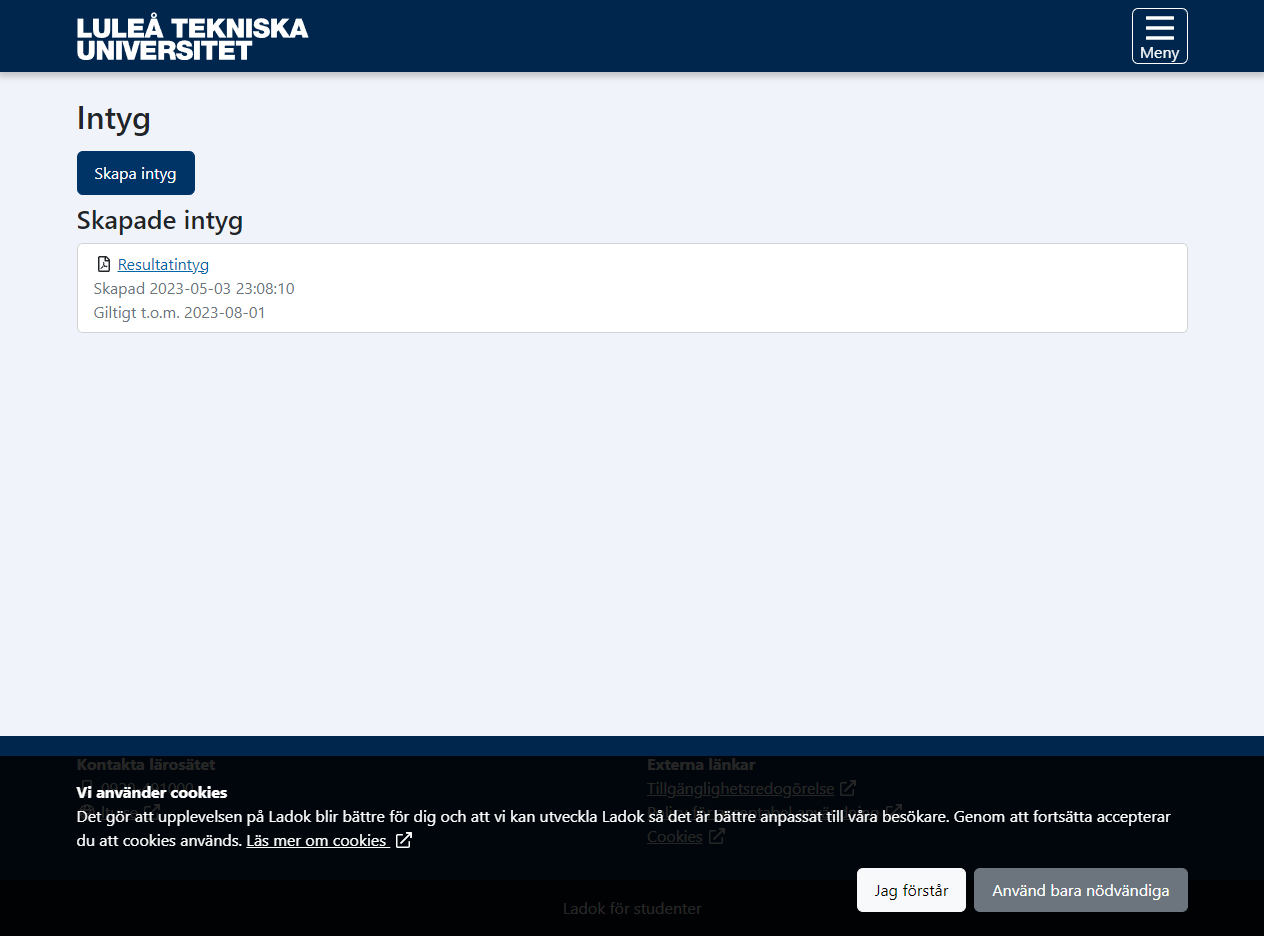 LULEÅ TEKNISKA
UNIVERSITET
Meny
Intyg
Skapa intyg
Skapade intyg
Resultatintyg
Skapad 2023-05-03 23:08:10
Giltigt t.o.m. 2023-08-01
Kontakta lärosätet
Externa länkar
Tillgänglighetsredogörelse
Cookies
Vi använder cookies
Det gör att upplevelsen på Ladok blir bättre för dig och att vi kan utveckla Ladok så det är bättre anpassat till våra besökare. Genom att fortsätta accepterar
du att cookies används. Läs mer om cookies
Jag förstår
Använd bara nödvändiga
Ladok för studenter